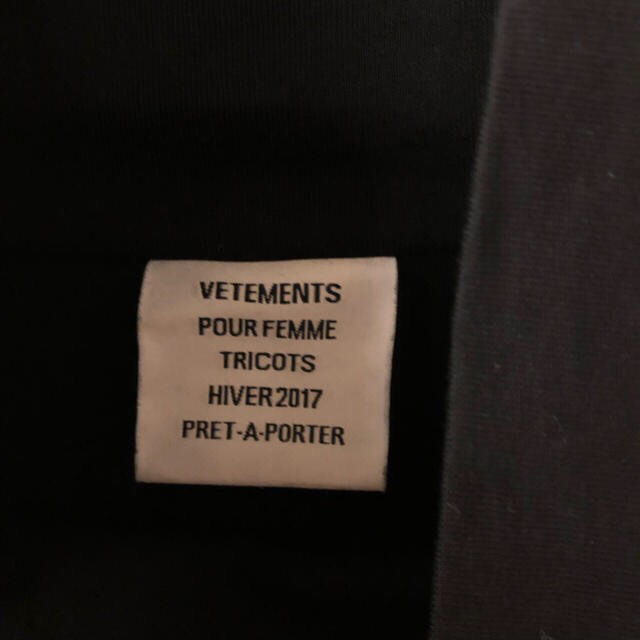 VETEMENTS
POUR FEMME
TRICOTS
HIVER 2017
PRET-A-PORTER